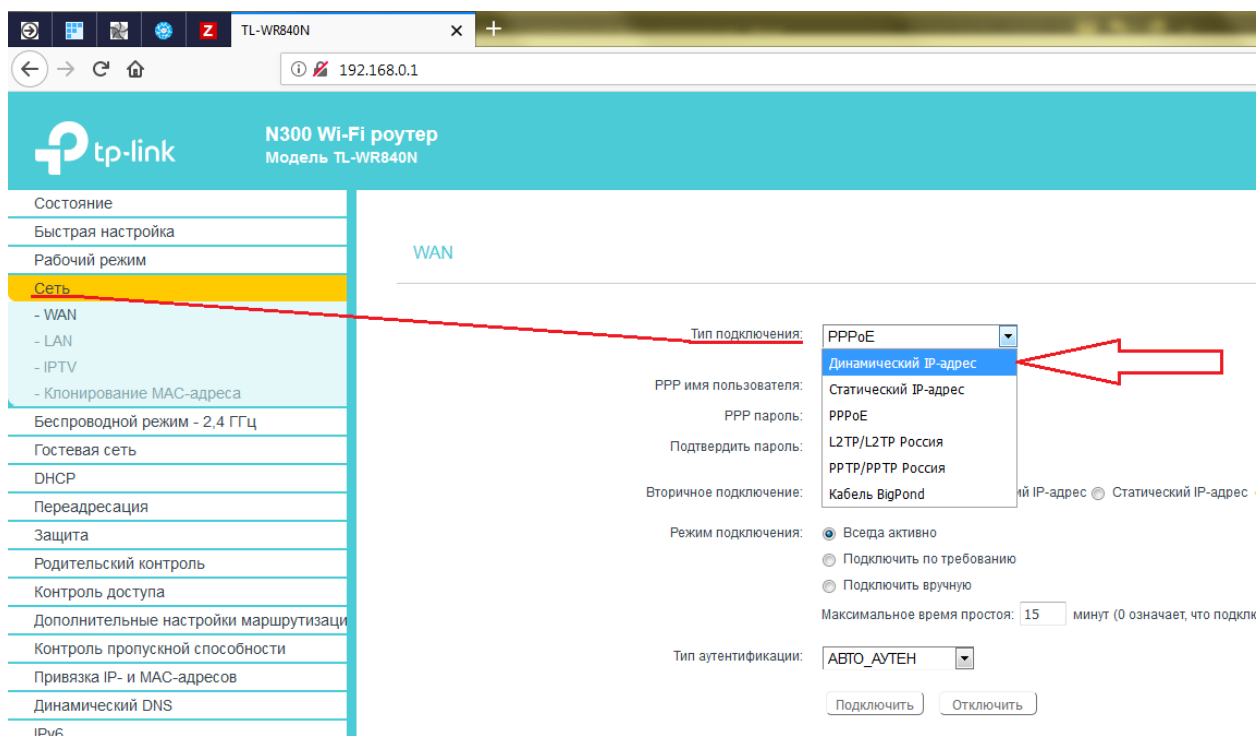 Z TL-WR840N
192.168.0.1
tp-link
N300 Wi-Fi роутер
Модель TL-WR840N
Состояние
Быстрая настройка
Рабочий режим
Сеть
- WAN
- LAN
- IPTV
- Клонирование MAC-адреса
Беспроводной режим - 2,4 ГГц
Гостевая сеть
DHCP
Переадресация
Защита
Родительский контроль
Контроль доступа
Дополнительные настройки маршрутизаци
Контроль пропускной способности
Привязка IP- и MAC-адресов
Динамический DNS
IPv6
WAN
Тип подключения: PPPoE
Динамический IP-адрес
Статический IP-адрес
PPPoE
L2TP/L2TP Россия
PPTP/PPTP Россия
Кабель BigPond
PPP имя пользователя:
PPP пароль:
Подтвердить пароль:
Вторичное подключение: ий IP-адрес Статический IP-адрес
Режим подключения: Всегда активно
Подключить по требованию
Подключить вручную
Максимальное время простоя: 15 минут (0 означает, что подклю
Тип аутентификации: АВТО_АУТЕН
Подключить Отключить